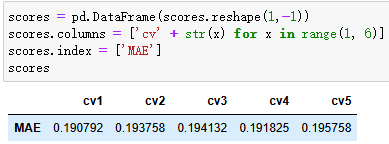 scores = pd.DataFrame(scores.reshape(1,-1))
scores.columns = ['cv' + str(x) for x in range(1, 6)]
scores.index = ['MAE']
scores
cv1 cv2 cv3 cv4 cv5
MAE 0.190792 0.193758 0.194132 0.191825 0.195758